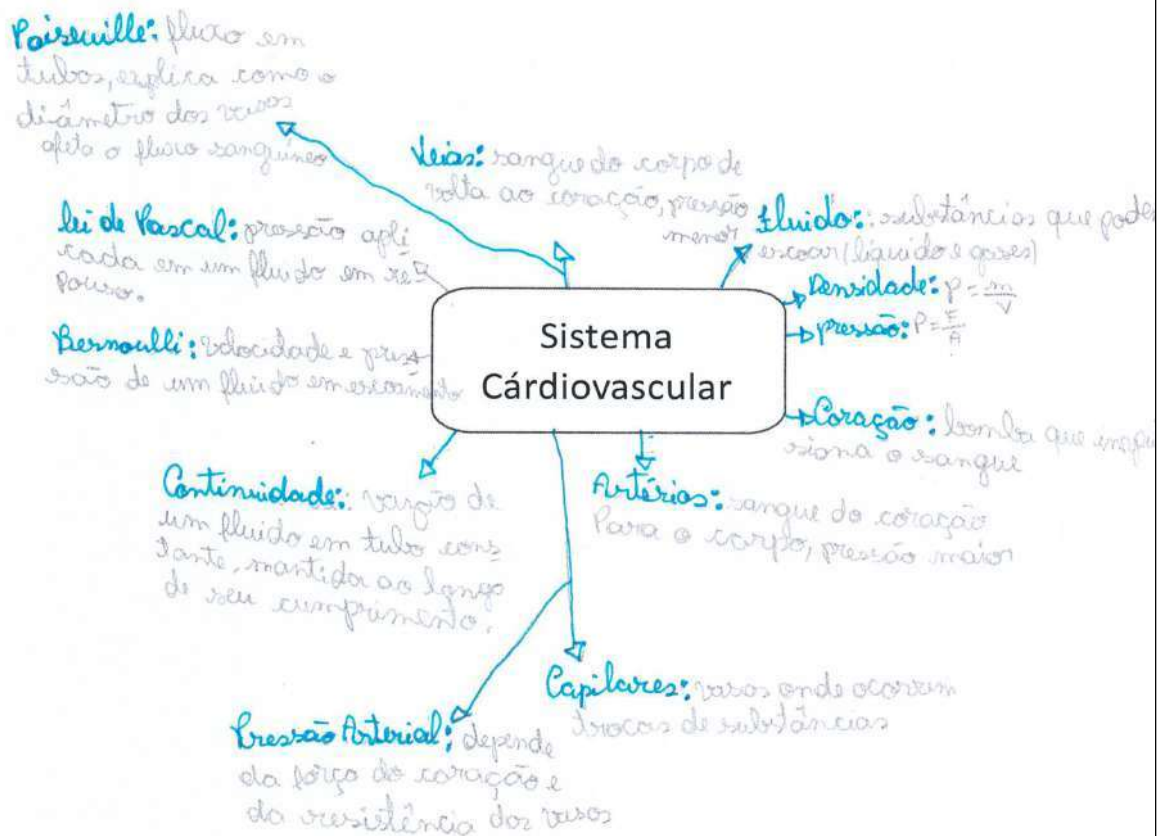 Poiseuille: fluxo em
tubos, explica como o
diâmetro dos vasos
afeta o fluxo sanguíneo
Veias: sangue do corpo de
volta ao coração, pressão
menor
Fluido: substâncias que pode
escoar (líquido e gases)
lei de Pascal: pressão apli
cada em um fluido em re-
pouso.
Densidade: ρ = m/V
pressão: P = F/A
Bernoulli: velocidade e pres
são de um fluido em escoamento
Sistema
Cárdiovascular
Coração: bomba que impu
siona o sangue
Continuidade: vazão de
um fluido em tubo cons
tante, mantida ao longo
de seu cumprimento.
Artérias: sangue do coração
Para o corpo, pressão maior
Capilares: vasos onde ocorrem
trocas de substâncias
Pressão Arterial: depende
da força do coração e
da resistência dos vasos